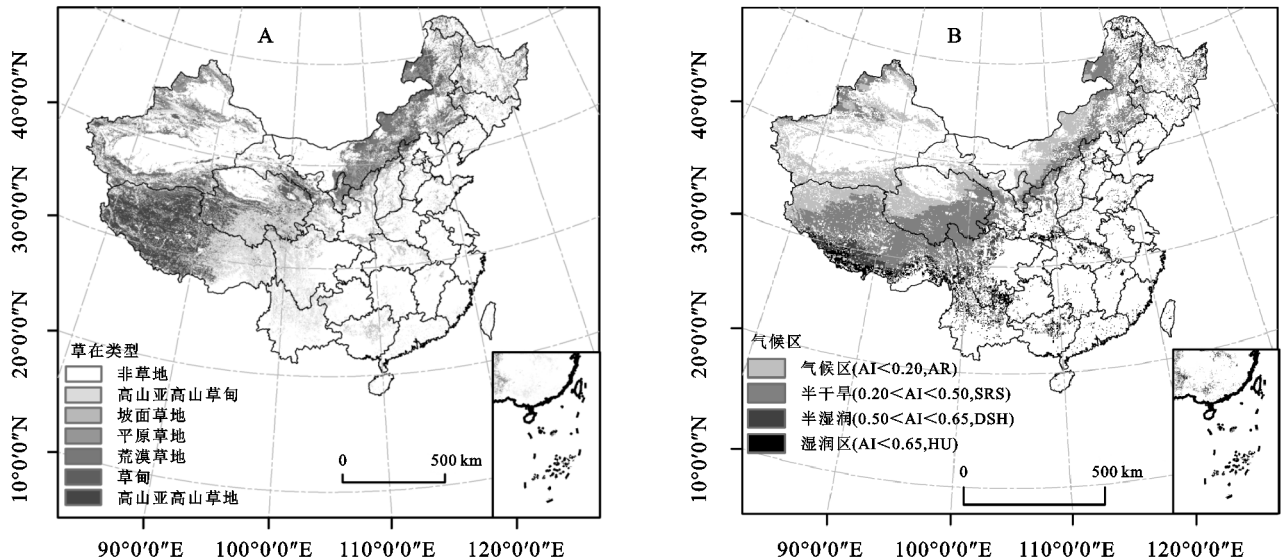 A
40°0′0″N
30°0′0″N
20°0′0″N
10°0′0″N
草在类型
非草地
高山亚高山草甸
坡面草地
平原草地
荒漠草地
草甸
高山亚高山草地
0 500 km
90°0′0″E 100°0′0″E 110°0′0″E 120°0′0″E
B
40°0′0″N
30°0′0″N
20°0′0″N
10°0′0″N
气候区
气候区(AI<0.20,AR)
半干旱(0.20<AI<0.50,SRS)
半湿润(0.50<AI<0.65,DSH)
湿润区(AI<0.65,HU)
0 500 km
90°0′0″E 100°0′0″E 110°0′0″E 120°0′0″E